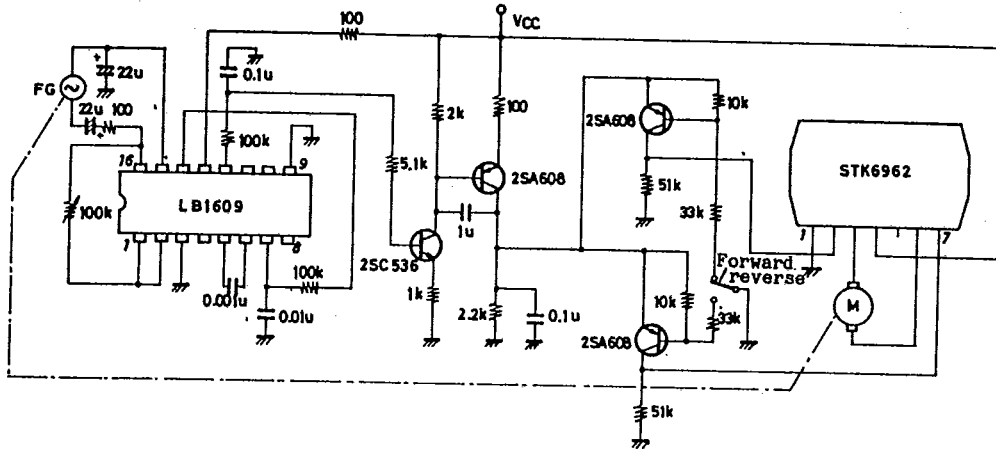 100
VCC
FG
22u
22u
100
0.1u
2k
100
2SA608
10k
100k
5.1k
16
9
LB1609
1
8
100k
2SA608
51k
33k
STK6962
1
7
2SC536
1u
0.001u
100k
1k
0.01u
2.2k
0.1u
10k
Forward
reverse
33k
2SA608
M
51k